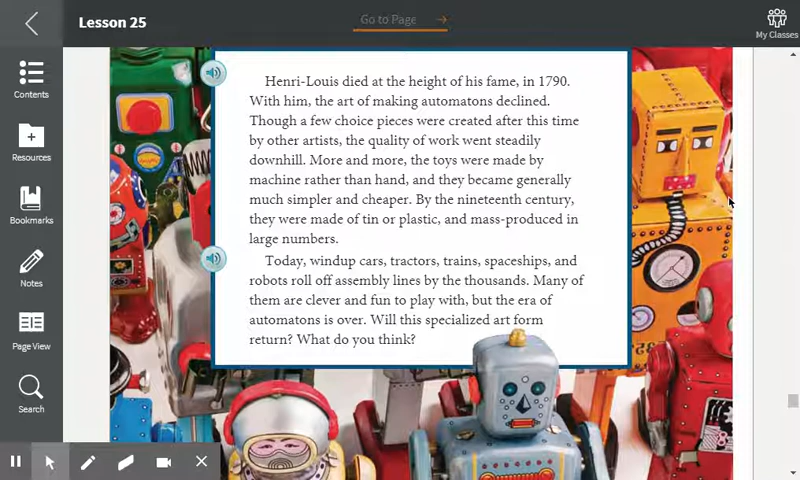 Lesson 25
Go to Page
My Classes
Contents
Resources
Bookmarks
Notes
Page View
Search
Henri-Louis died at the height of his fame, in 1790.
With him, the art of making automatons declined.
Though a few choice pieces were created after this time
by other artists, the quality of work went steadily
downhill. More and more, the toys were made by
machine rather than hand, and they became generally
much simpler and cheaper. By the nineteenth century,
they were made of tin or plastic, and mass-produced in
large numbers.
Today, windup cars, tractors, trains, spaceships, and
robots roll off assembly lines by the thousands. Many of
them are clever and fun to play with, but the era of
automatons is over. Will this specialized art form
return? What do you think?